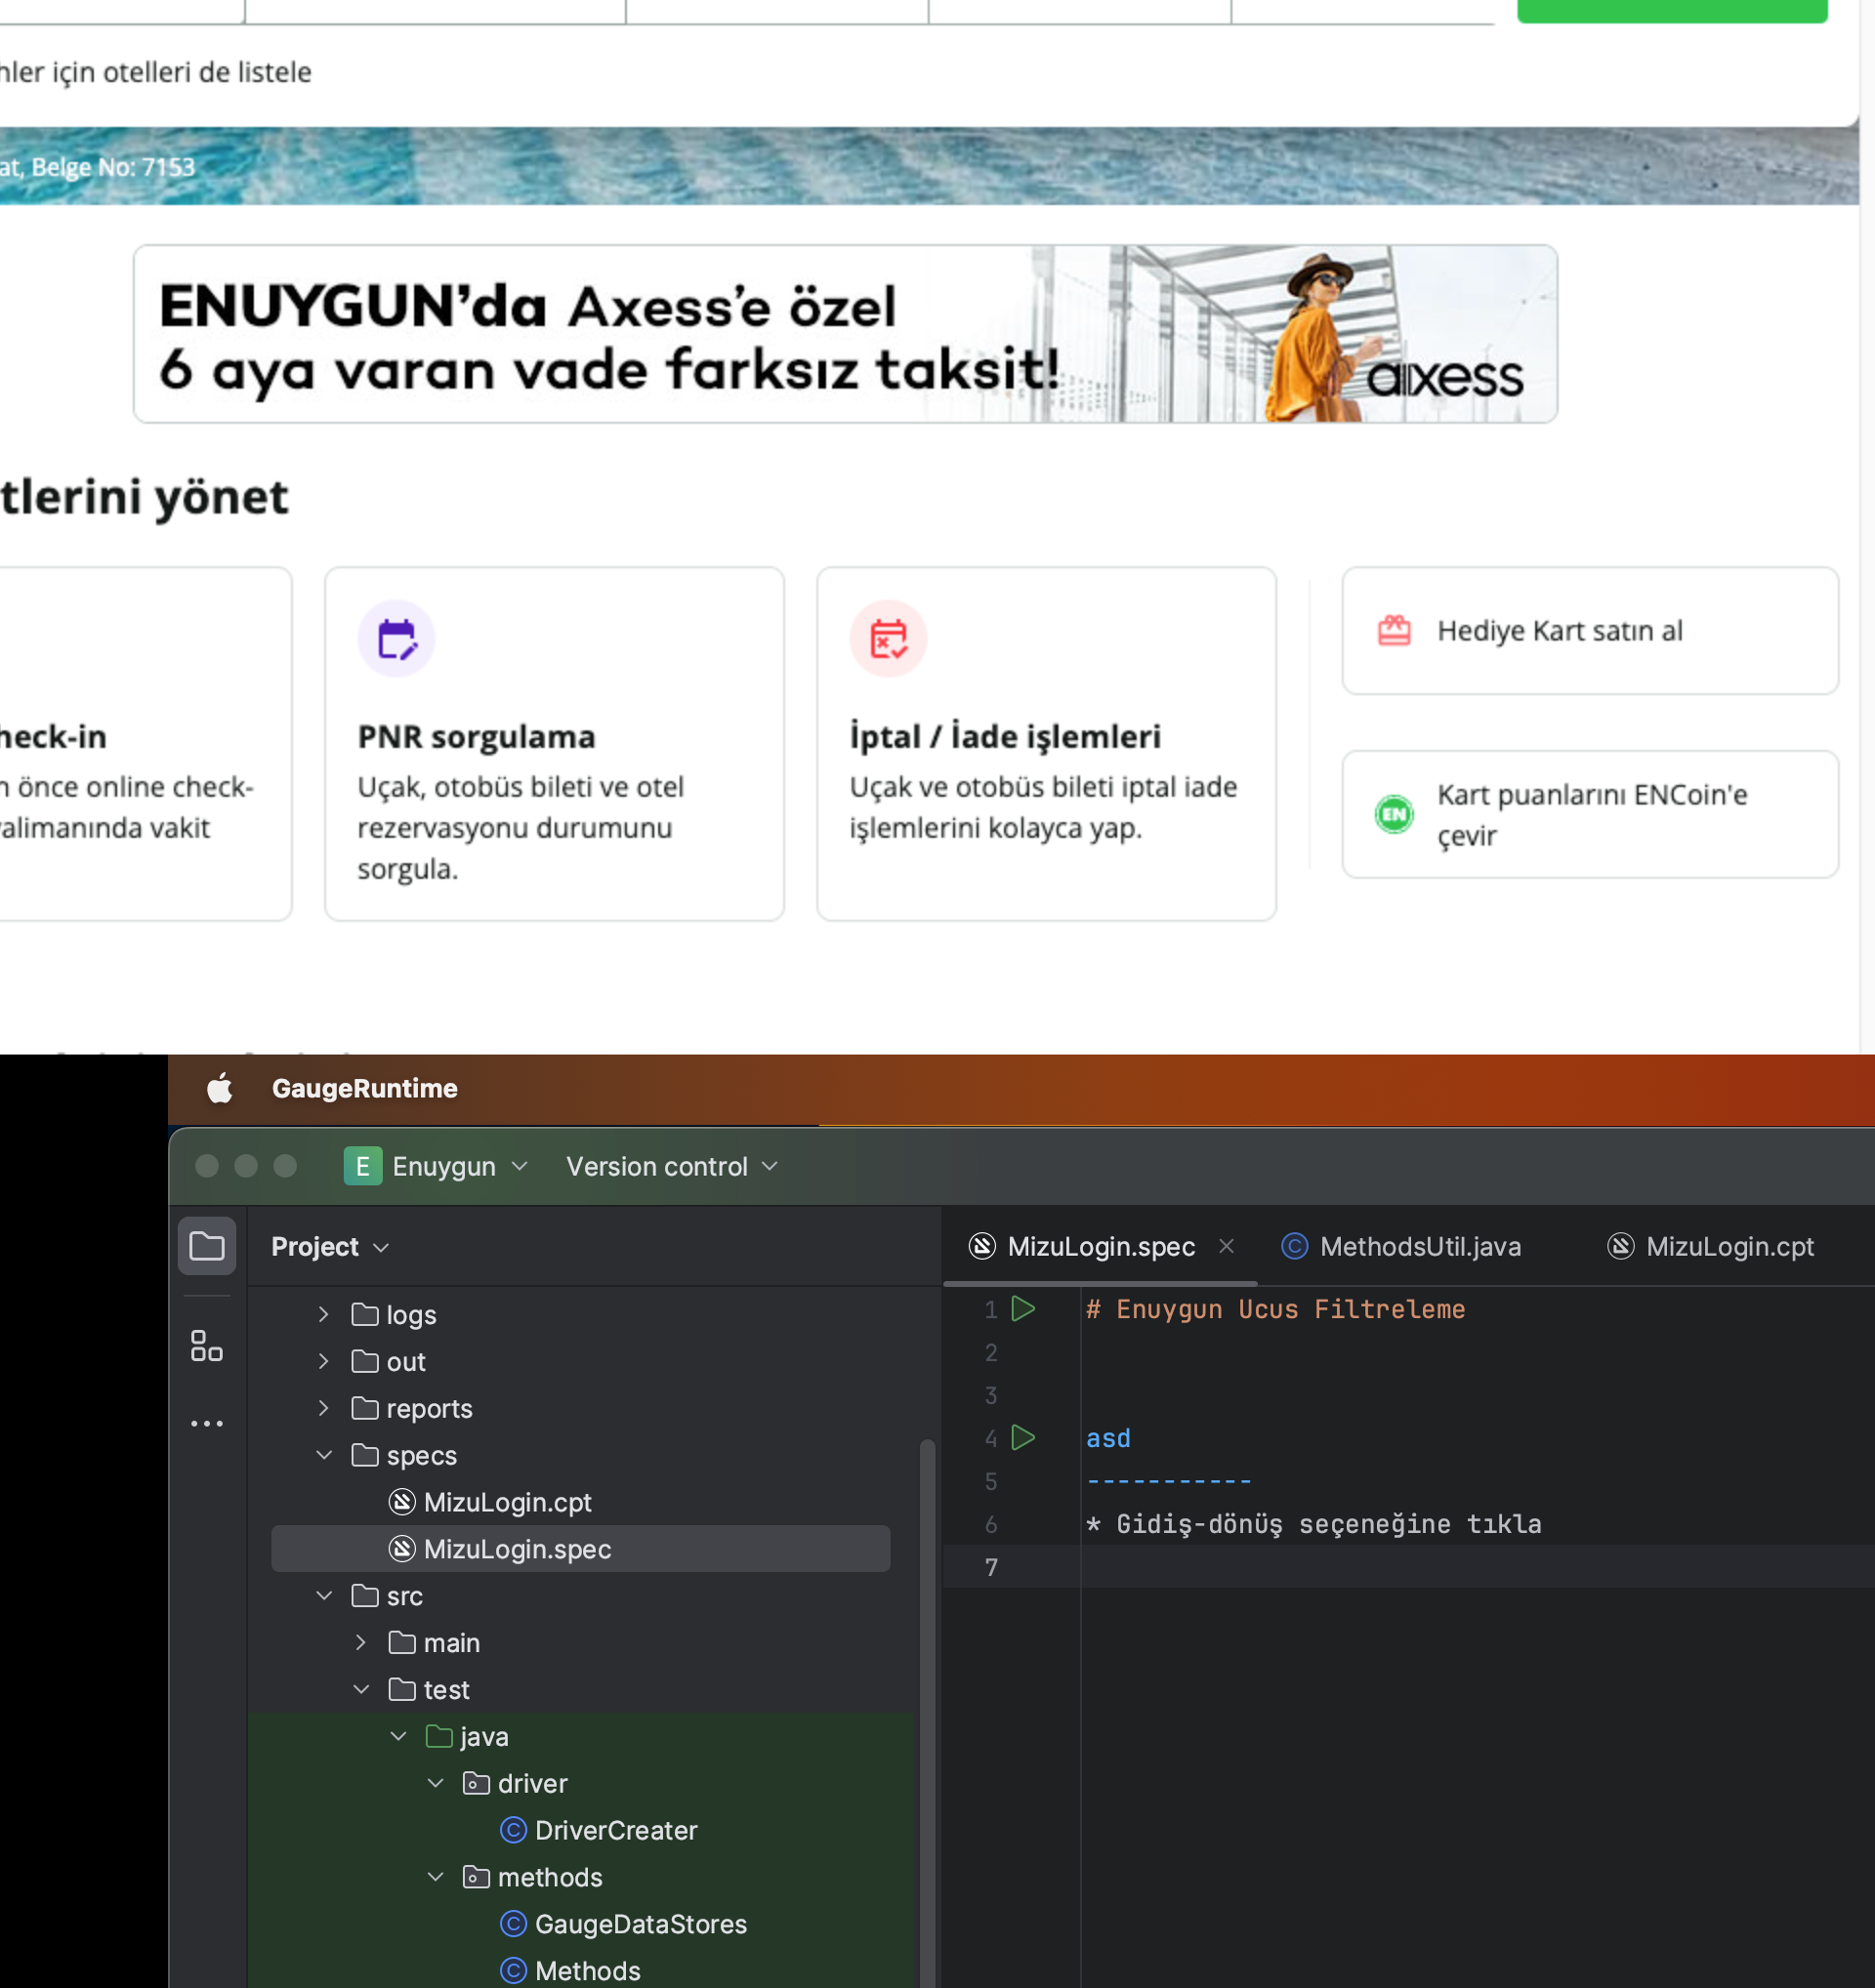 için otelleri de listele
Belge No: 7153
ENUYGUN'da Axess'e özel
6 aya varan vade farksız taksit!
axess
tlerini yönet
heck-in
önce online check-
valimanında vakit
PNR sorgulama
Uçak, otobüs bileti ve otel
rezervasyonu durumunu
sorgula.
İptal / İade işlemleri
Uçak ve otobüs bileti iptal iade
işlemlerini kolayca yap.
Hediye Kart satın al
EN
Kart puanlarını ENCoin'e
çevir
GaugeRuntime
E Enuygun Version control
Project
logs
out
reports
specs
MizuLogin.cpt
MizuLogin.spec
src
main
test
java
driver
DriverCreater
methods
GaugeDataStores
Methods
MizuLogin.spec MethodsUtil.java MizuLogin.cpt
1 # Enuygun Ucus Filtreleme
2
3
4 asd
5 -----------
6 * Gidiş-dönüş seçeneğine tıkla
7